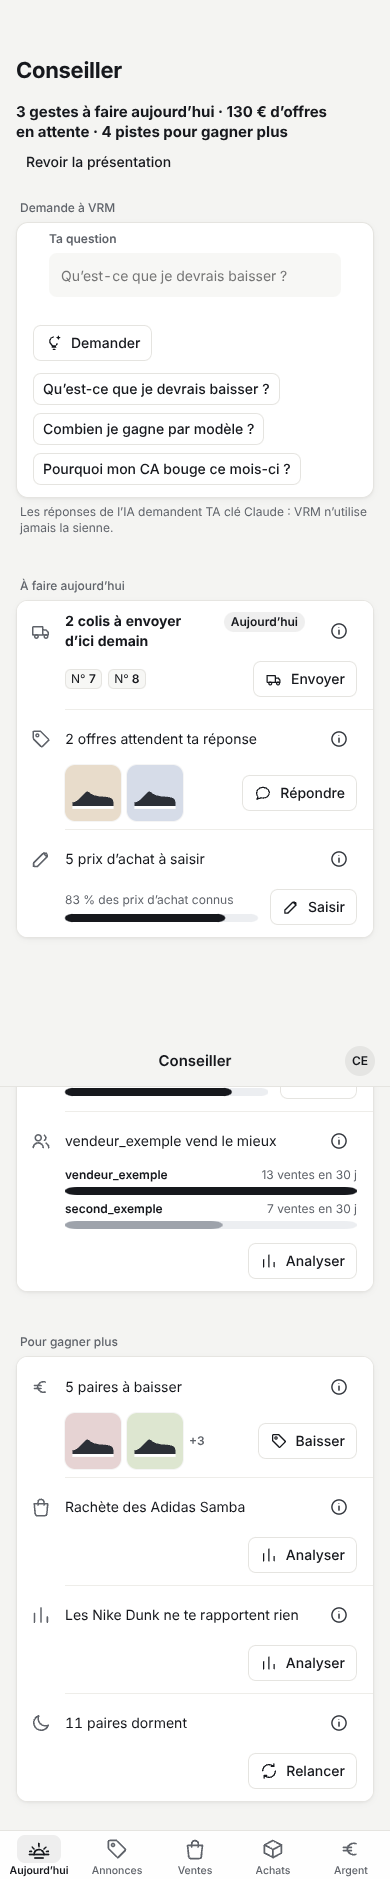 Conseiller
3 gestes à faire aujourd’hui · 130 € d’offres
en attente · 4 pistes pour gagner plus
Revoir la présentation
Demande à VRM
Ta question
Qu’est-ce que je devrais baisser ?
Demander
Qu’est-ce que je devrais baisser ?
Combien je gagne par modèle ?
Pourquoi mon CA bouge ce mois-ci ?
Les réponses de l’IA demandent TA clé Claude : VRM n’utilise
jamais la sienne.
À faire aujourd’hui
2 colis à envoyer
d’ici demain
Aujourd’hui
N° 7 N° 8
Envoyer
2 offres attendent ta réponse
Répondre
5 prix d’achat à saisir
83 % des prix d’achat connus
Saisir
Conseiller
CE
vendeur_exemple vend le mieux
vendeur_exemple 13 ventes en 30 j
second_exemple 7 ventes en 30 j
Analyser
Pour gagner plus
5 paires à baisser
+3
Baisser
Rachète des Adidas Samba
Analyser
Les Nike Dunk ne te rapportent rien
Analyser
11 paires dorment
Relancer
Aujourd’hui Annonces Ventes Achats Argent